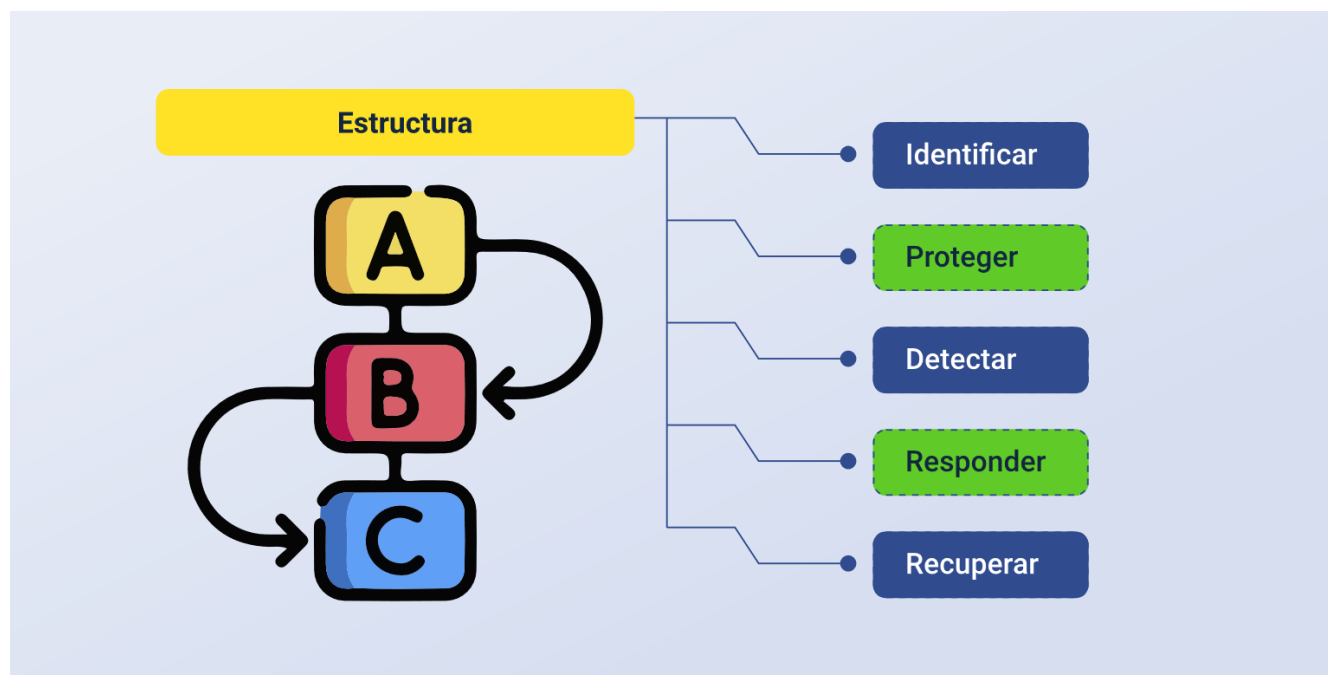 Estructura
Identificar
A
Proteger
B
Detectar
C
Responder
Recuperar